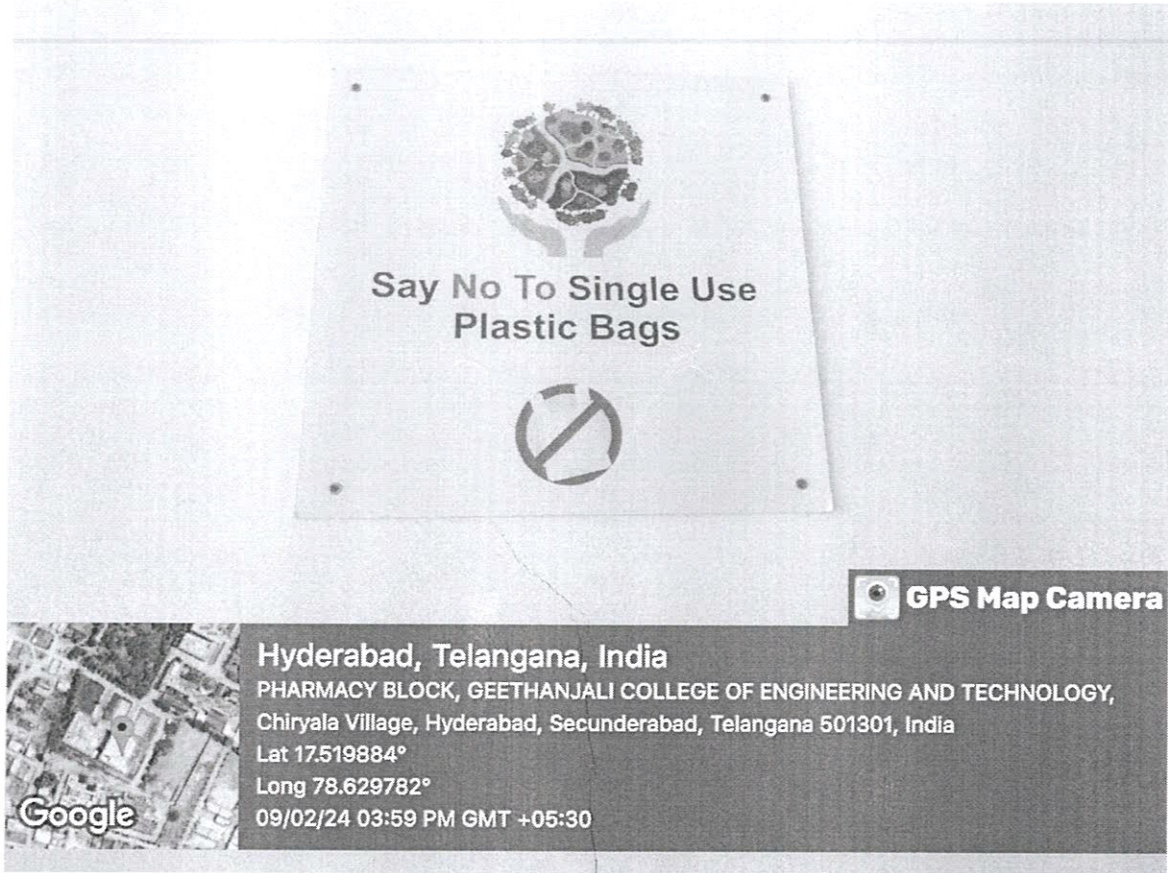 Say No To Single Use
Plastic Bags
GPS Map Camera
Hyderabad, Telangana, India
PHARMACY BLOCK, GEETHANJALI COLLEGE OF ENGINEERING AND TECHNOLOGY,
Chiryala Village, Hyderabad, Secunderabad, Telangana 501301, India
Lat 17.519884°
Long 78.629782°
09/02/24 03:59 PM GMT +05:30
Google